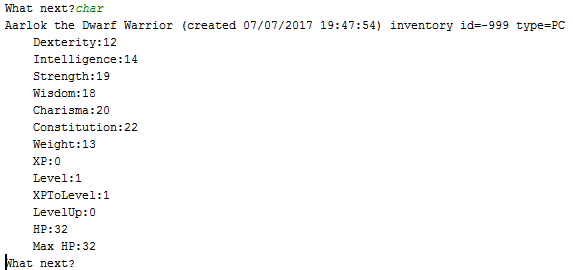 What next?char
Aarlok the Dwarf Warrior (created 07/07/2017 19:47:54) inventory id=-999 type=PC
Dexterity:12
Intelligence:14
Strength:19
Wisdom:18
Charisma:20
Constitution:22
Weight:13
XP:0
Level:1
XPToLevel:1
LevelUp:0
HP:32
Max HP:32
What next?